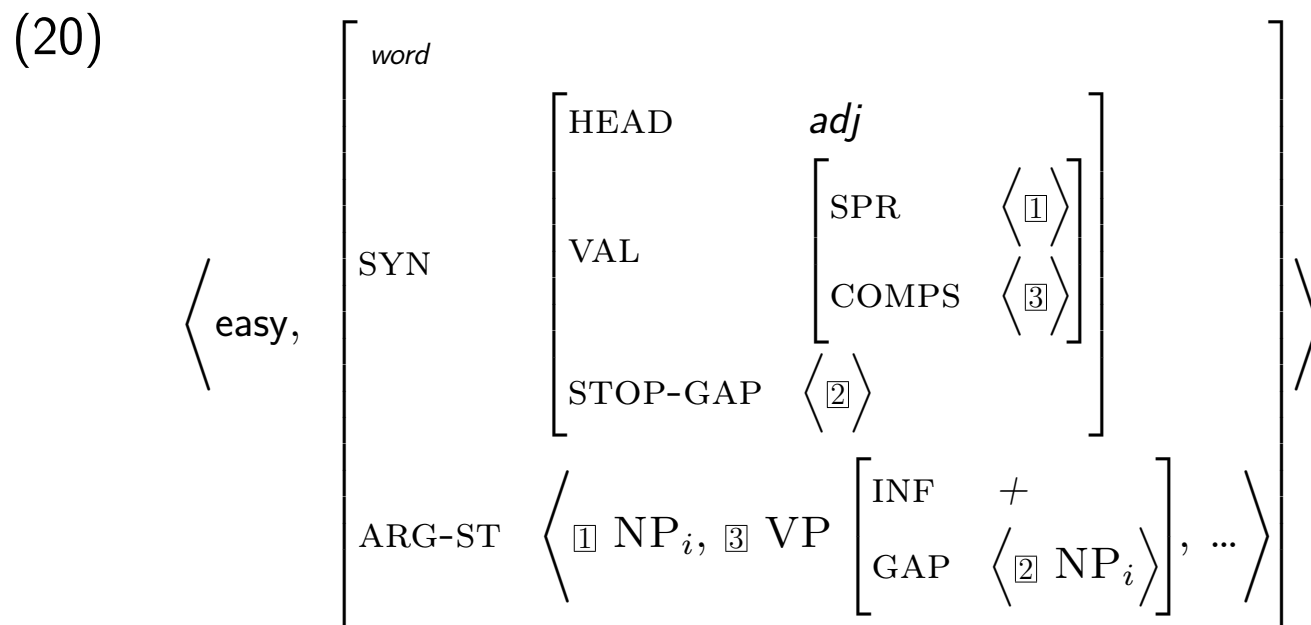 (20)
word
HEAD adj
SPR ⟨ 1 ⟩
VAL
SYN
COMPS ⟨ 3 ⟩
⟨ easy, ⟩
STOP-GAP ⟨ 2 ⟩
INF +
ARG-ST ⟨ 1 NPi, 3 VP , … ⟩
GAP ⟨ 2 NPi ⟩